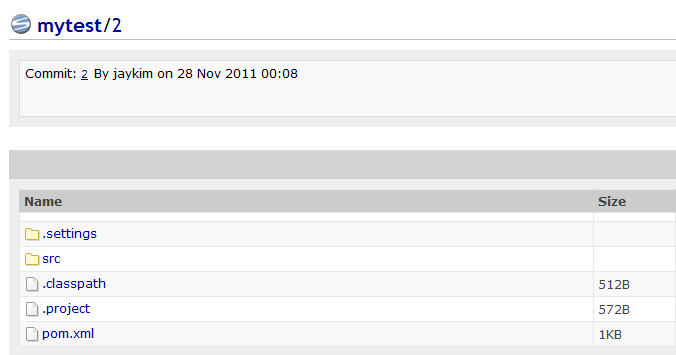 mytest/2
Commit: 2 By jaykim on 28 Nov 2011 00:08
Name Size
.settings
src
.classpath 512B
.project 572B
pom.xml 1KB